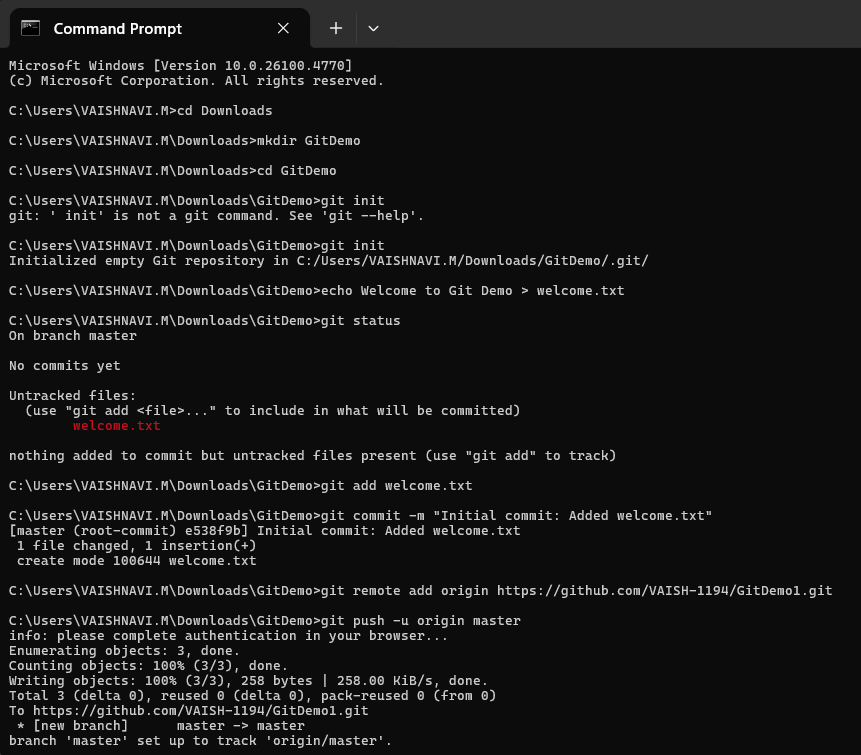 Command Prompt
Microsoft Windows [Version 10.0.26100.4770]
(c) Microsoft Corporation. All rights reserved.
C:\Users\VAISHNAVI.M>cd Downloads
C:\Users\VAISHNAVI.M\Downloads>mkdir GitDemo
C:\Users\VAISHNAVI.M\Downloads>cd GitDemo
C:\Users\VAISHNAVI.M\Downloads\GitDemo>git init
git: ' init' is not a git command. See 'git --help'.
C:\Users\VAISHNAVI.M\Downloads\GitDemo>git init
Initialized empty Git repository in C:/Users/VAISHNAVI.M/Downloads/GitDemo/.git/
C:\Users\VAISHNAVI.M\Downloads\GitDemo>echo Welcome to Git Demo > welcome.txt
C:\Users\VAISHNAVI.M\Downloads\GitDemo>git status
On branch master
No commits yet
Untracked files:
  (use "git add <file>..." to include in what will be committed)
        welcome.txt
nothing added to commit but untracked files present (use "git add" to track)
C:\Users\VAISHNAVI.M\Downloads\GitDemo>git add welcome.txt
C:\Users\VAISHNAVI.M\Downloads\GitDemo>git commit -m "Initial commit: Added welcome.txt"
[master (root-commit) e538f9b] Initial commit: Added welcome.txt
 1 file changed, 1 insertion(+)
 create mode 100644 welcome.txt
C:\Users\VAISHNAVI.M\Downloads\GitDemo>git remote add origin https://github.com/VAISH-1194/GitDemo1.git
C:\Users\VAISHNAVI.M\Downloads\GitDemo>git push -u origin master
info: please complete authentication in your browser...
Enumerating objects: 3, done.
Counting objects: 100% (3/3), done.
Writing objects: 100% (3/3), 258 bytes | 258.00 KiB/s, done.
Total 3 (delta 0), reused 0 (delta 0), pack-reused 0 (from 0)
To https://github.com/VAISH-1194/GitDemo1.git
 * [new branch]      master -> master
branch 'master' set up to track 'origin/master'.